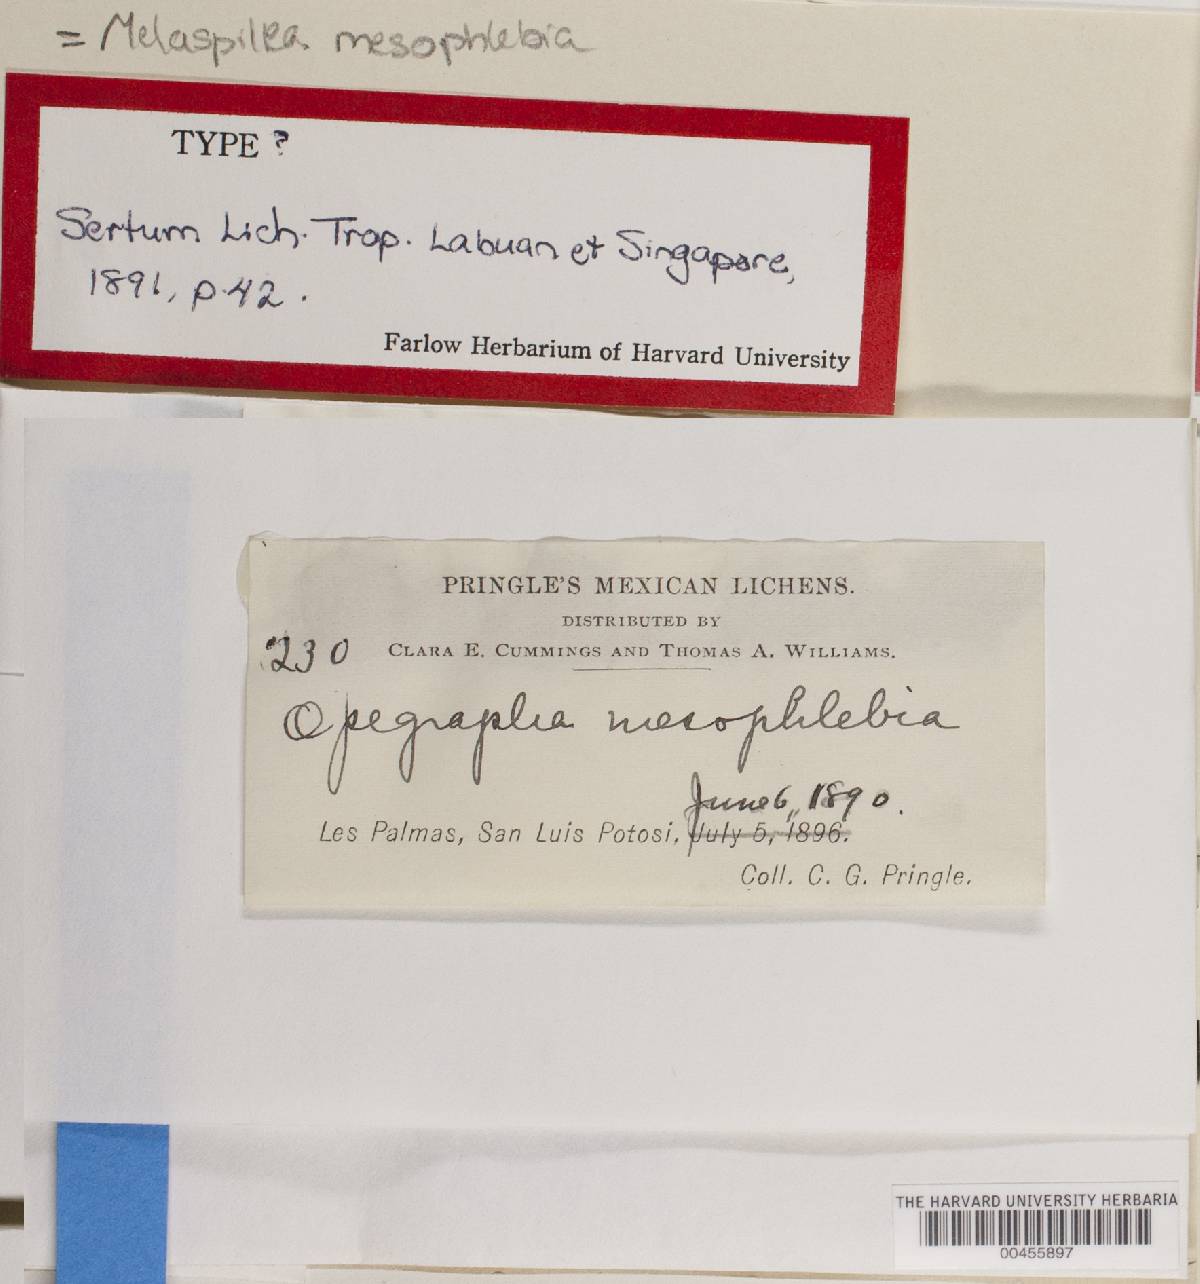 = Melaspilea mesophlebia
TYPE ?
Sertum Lich. Trop. Labuan et Singapore,
1891, p. 42.
Farlow Herbarium of Harvard University
PRINGLE'S MEXICAN LICHENS.
DISTRIBUTED BY
230 CLARA E. CUMMINGS AND THOMAS A. WILLIAMS.
Opegrapha mesophlebia
June 6, 1890.
Les Palmas, San Luis Potosi, July 5, 1896.
Coll. C. G. Pringle.
THE HARVARD UNIVERSITY HERBARIA
00455897